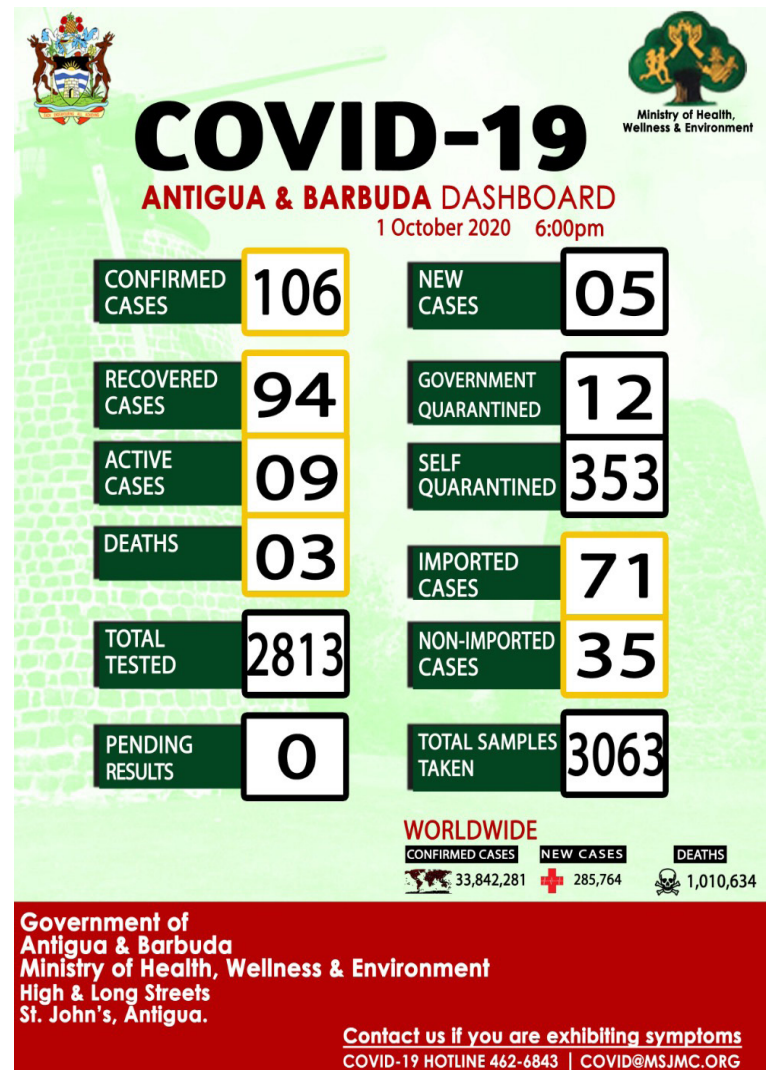 Ministry of Health,
Wellness & Environment
COVID-19
ANTIGUA & BARBUDA DASHBOARD
1 October 2020 6:00pm
CONFIRMED
CASES
106
NEW
CASES
05
RECOVERED
CASES
94
GOVERNMENT
QUARANTINED
12
ACTIVE
CASES
09
SELF
QUARANTINED
353
DEATHS
03
IMPORTED
CASES
71
TOTAL
TESTED
2813
NON-IMPORTED
CASES
35
PENDING
RESULTS
0
TOTAL SAMPLES
TAKEN
3063
WORLDWIDE
CONFIRMED CASES NEW CASES DEATHS
33,842,281 285,764 1,010,634
Government of
Antigua & Barbuda
Ministry of Health, Wellness & Environment
High & Long Streets
St. John's, Antigua.
Contact us if you are exhibiting symptoms
COVID-19 HOTLINE 462-6843 | COVID@MSJMC.ORG